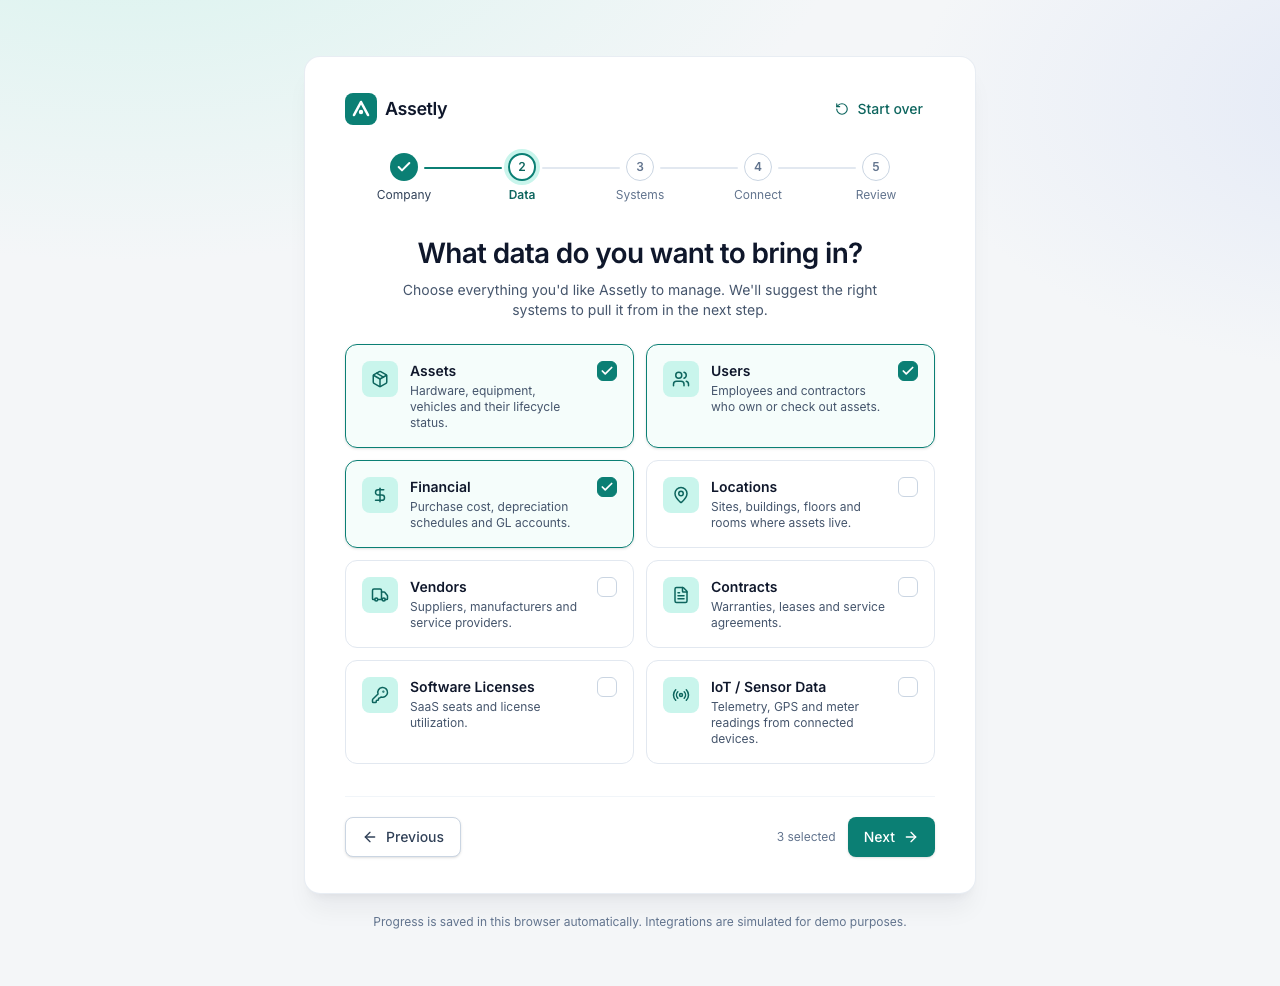 Assetly
Start over
2
3
4
5
Company
Data
Systems
Connect
Review
What data do you want to bring in?
Choose everything you'd like Assetly to manage. We'll suggest the right
systems to pull it from in the next step.
Assets
Hardware, equipment,
vehicles and their lifecycle
status.
Users
Employees and contractors
who own or check out assets.
Financial
Purchase cost, depreciation
schedules and GL accounts.
Locations
Sites, buildings, floors and
rooms where assets live.
Vendors
Suppliers, manufacturers and
service providers.
Contracts
Warranties, leases and service
agreements.
Software Licenses
SaaS seats and license
utilization.
IoT / Sensor Data
Telemetry, GPS and meter
readings from connected
devices.
Previous
3 selected
Next
Progress is saved in this browser automatically. Integrations are simulated for demo purposes.